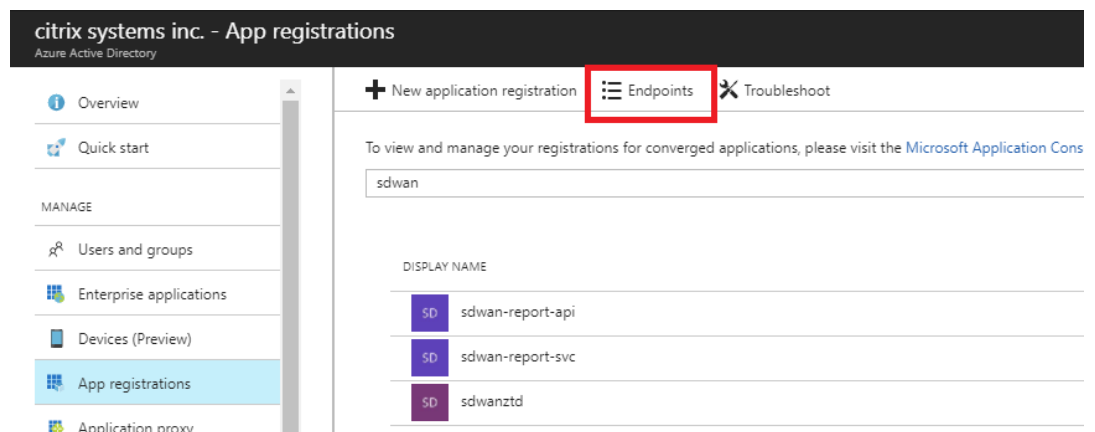 citrix systems inc. - App registrations
Azure Active Directory
Overview
Quick start
MANAGE
Users and groups
Enterprise applications
Devices (Preview)
App registrations
Application proxy
New application registration Endpoints Troubleshoot
To view and manage your registrations for converged applications, please visit the Microsoft Application Cons
sdwan
DISPLAY NAME
SD sdwan-report-api
SD sdwan-report-svc
SD sdwanztd